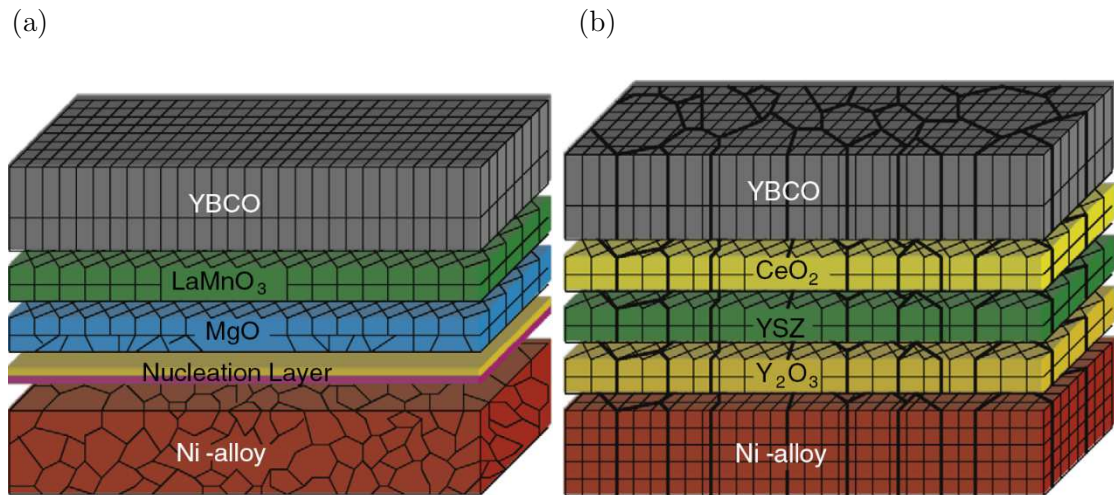 (a)
YBCO
LaMnO₃
MgO
Nucleation Layer
Ni -alloy
(b)
YBCO
CeO₂
YSZ
Y₂O₃
Ni -alloy